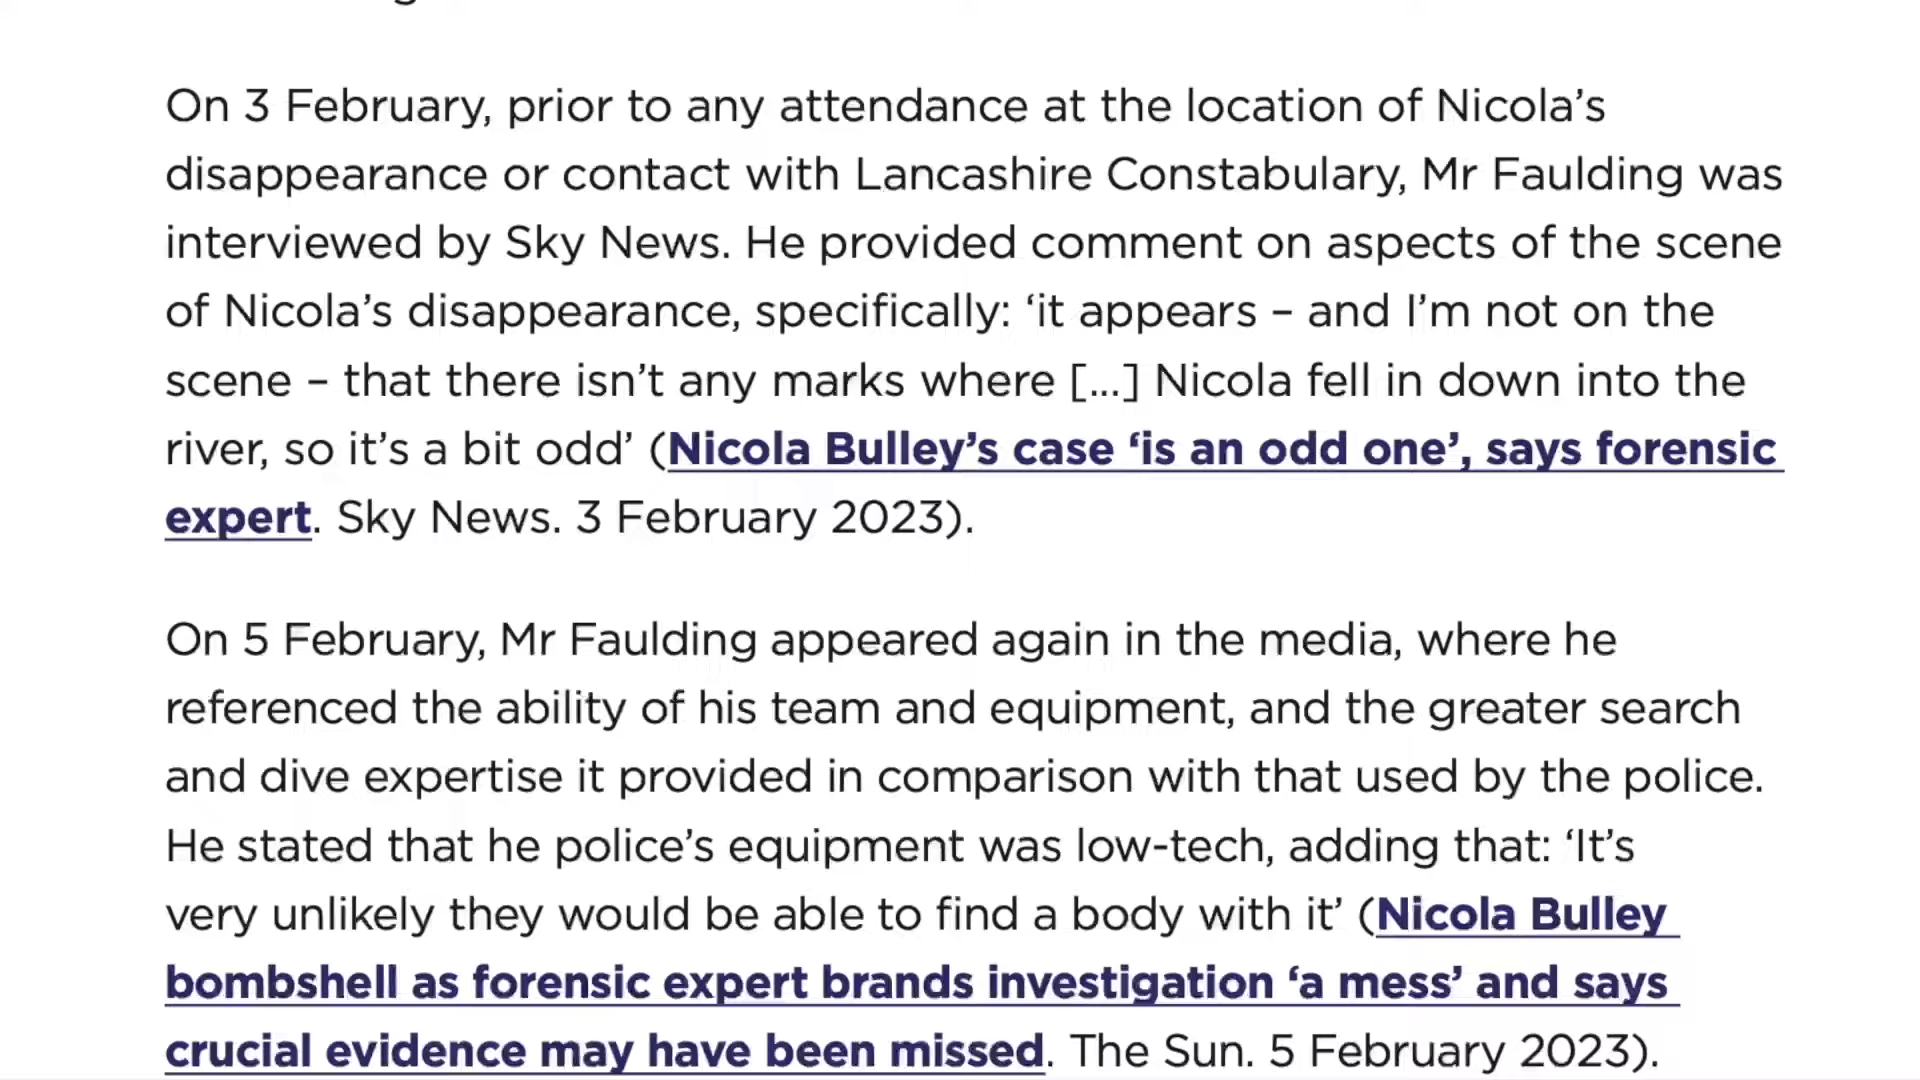 On 3 February, prior to any attendance at the location of Nicola’s
disappearance or contact with Lancashire Constabulary, Mr Faulding was
interviewed by Sky News. He provided comment on aspects of the scene
of Nicola’s disappearance, specifically: ‘it appears – and I’m not on the
scene – that there isn’t any marks where [...] Nicola fell in down into the
river, so it’s a bit odd’ (Nicola Bulley’s case ‘is an odd one’, says forensic
expert. Sky News. 3 February 2023).
On 5 February, Mr Faulding appeared again in the media, where he
referenced the ability of his team and equipment, and the greater search
and dive expertise it provided in comparison with that used by the police.
He stated that he police’s equipment was low-tech, adding that: ‘It’s
very unlikely they would be able to find a body with it’ (Nicola Bulley
bombshell as forensic expert brands investigation ‘a mess’ and says
crucial evidence may have been missed. The Sun. 5 February 2023).